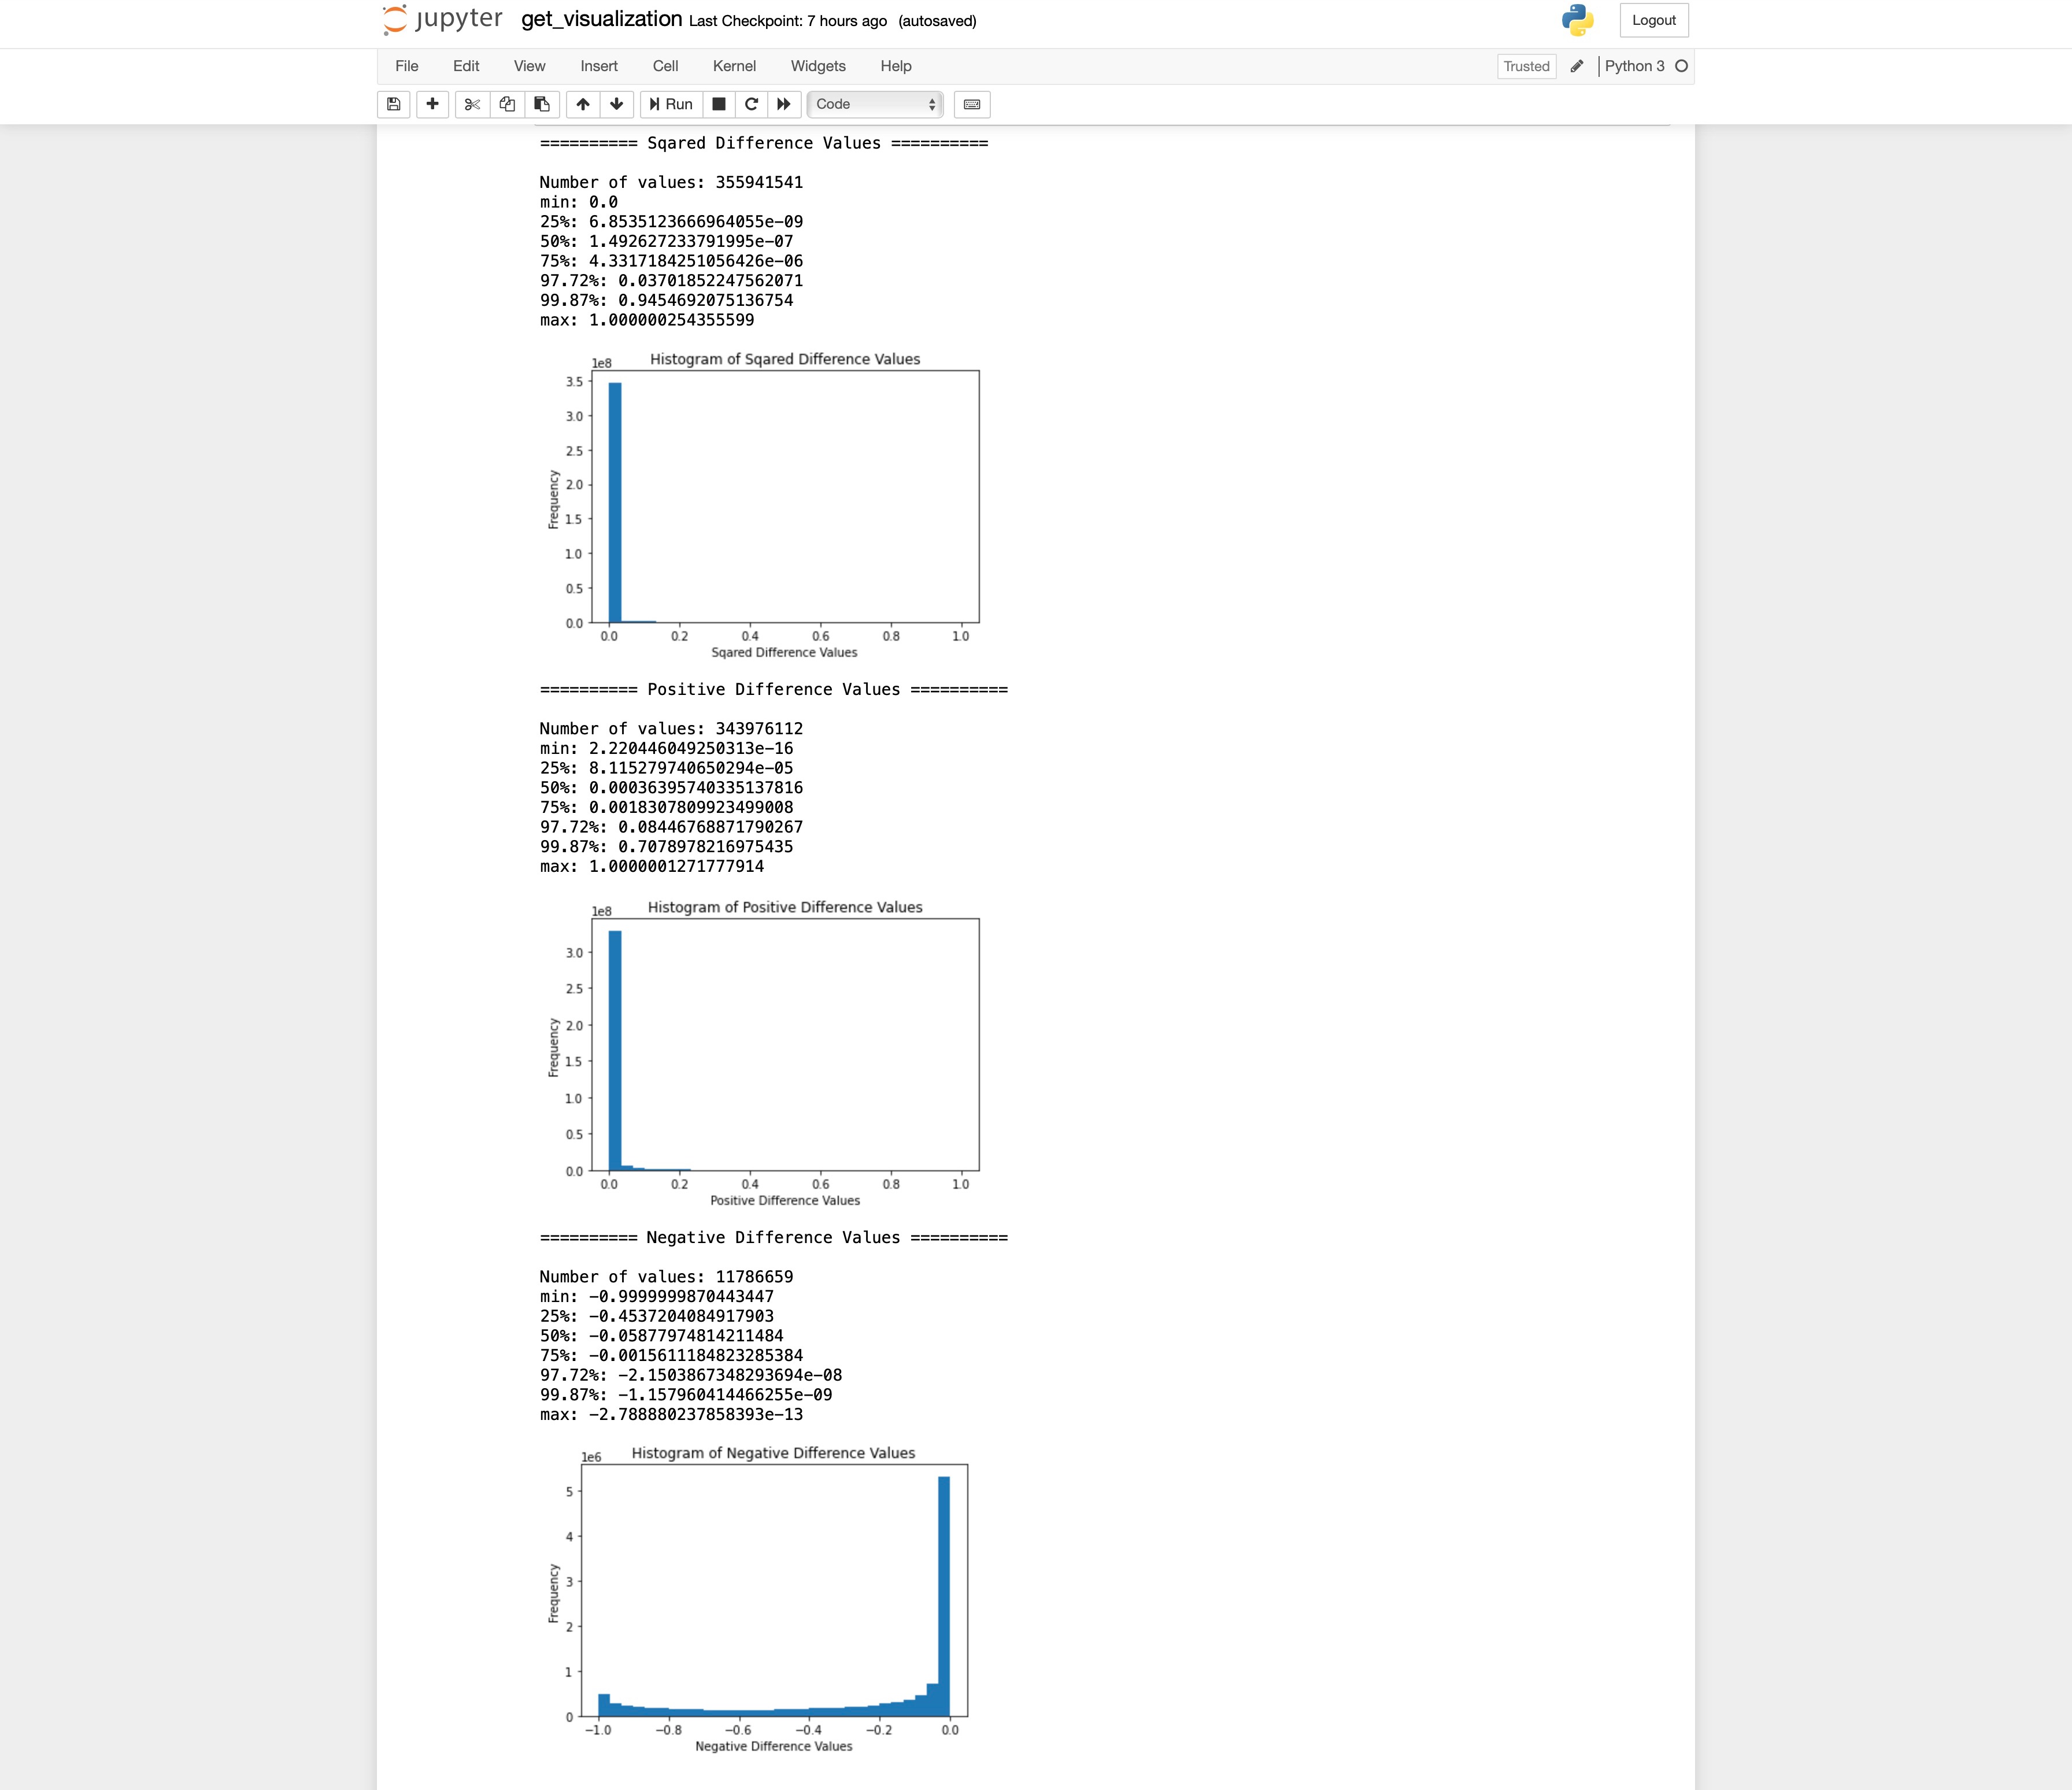 jupyter get_visualization Last Checkpoint: 7 hours ago (autosaved) Logout
File Edit View Insert Cell Kernel Widgets Help Trusted Python 3
Run Code
========== Sqared Difference Values ==========
Number of values: 355941541
min: 0.0
25%: 6.8535123666964055e-09
50%: 1.492627233791995e-07
75%: 4.3317184251056426e-06
97.72%: 0.03701852247562071
99.87%: 0.9454692075136754
max: 1.000000254355599
1e8 Histogram of Sqared Difference Values
3.5
3.0
2.5
2.0
1.5
1.0
0.5
0.0
Frequency
0.0 0.2 0.4 0.6 0.8 1.0
Sqared Difference Values
========== Positive Difference Values ==========
Number of values: 343976112
min: 2.220446049250313e-16
25%: 8.115279740650294e-05
50%: 0.00036395740335137816
75%: 0.0018307809923499008
97.72%: 0.08446768871790267
99.87%: 0.7078978216975435
max: 1.0000001271777914
1e8 Histogram of Positive Difference Values
3.0
2.5
2.0
1.5
1.0
0.5
0.0
Frequency
0.0 0.2 0.4 0.6 0.8 1.0
Positive Difference Values
========== Negative Difference Values ==========
Number of values: 11786659
min: -0.9999999870443447
25%: -0.4537204084917903
50%: -0.05877974814211484
75%: -0.0015611184823285384
97.72%: -2.1503867348293694e-08
99.87%: -1.157960414466255e-09
max: -2.788880237858393e-13
1e6 Histogram of Negative Difference Values
5
4
3
2
1
0
Frequency
−1.0 −0.8 −0.6 −0.4 −0.2 0.0
Negative Difference Values